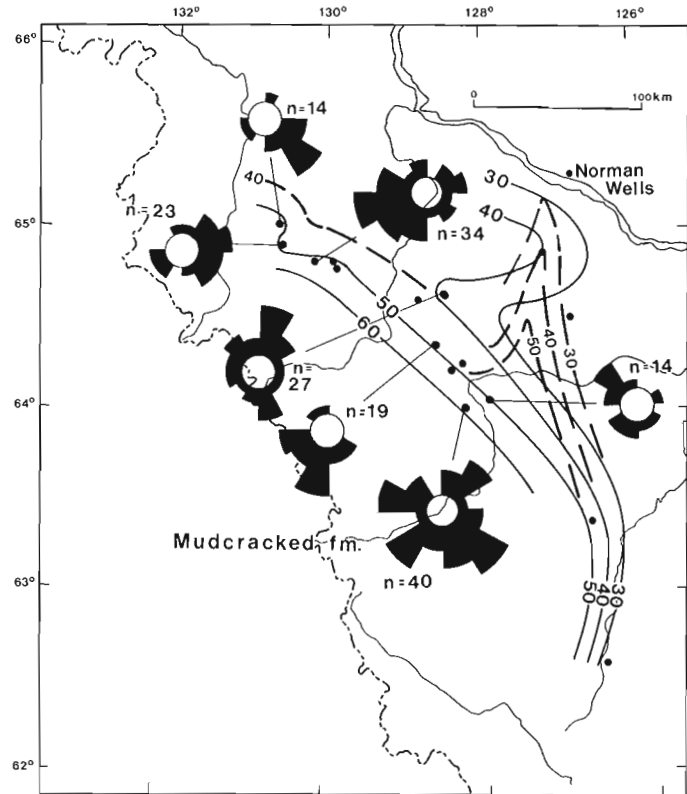 132° 130° 128° 126°
66°
0 100km
n=14
Norman
Wells
40
30
65°
n=23
40
n=34
50
60
50
40
30
n=14
n=
27
64°
n=19
Mudcracked fm.
n=40
63°
50
40
30
62°